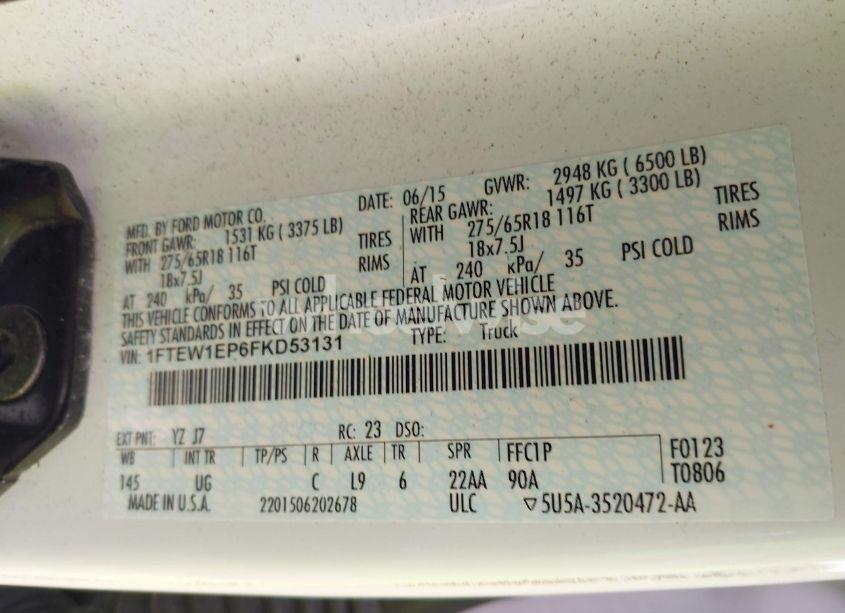 MFD. BY FORD MOTOR CO. DATE: 06/15 GVWR: 2948 KG ( 6500 LB)
FRONT GAWR: 1531 KG ( 3375 LB) REAR GAWR: 1497 KG ( 3300 LB)
WITH 275/65R18 116T TIRES WITH 275/65R18 116T TIRES
18x7.5J RIMS 18x7.5J RIMS
AT 240 kPa/ 35 PSI COLD AT 240 kPa/ 35 PSI COLD
THIS VEHICLE CONFORMS TO ALL APPLICABLE FEDERAL MOTOR VEHICLE
SAFETY STANDARDS IN EFFECT ON THE DATE OF MANUFACTURE SHOWN ABOVE.
VIN: 1FTEW1EP6FKD53131 TYPE: Truck
EXT PNT: YZ J7 RC: 23 DSO:
WB INT TR TP/PS R AXLE TR SPR FFC1P F0123
145 UG C L9 6 22AA 90A T0806
MADE IN U.S.A. 2201506202678 ULC ▽5U5A-3520472-AA